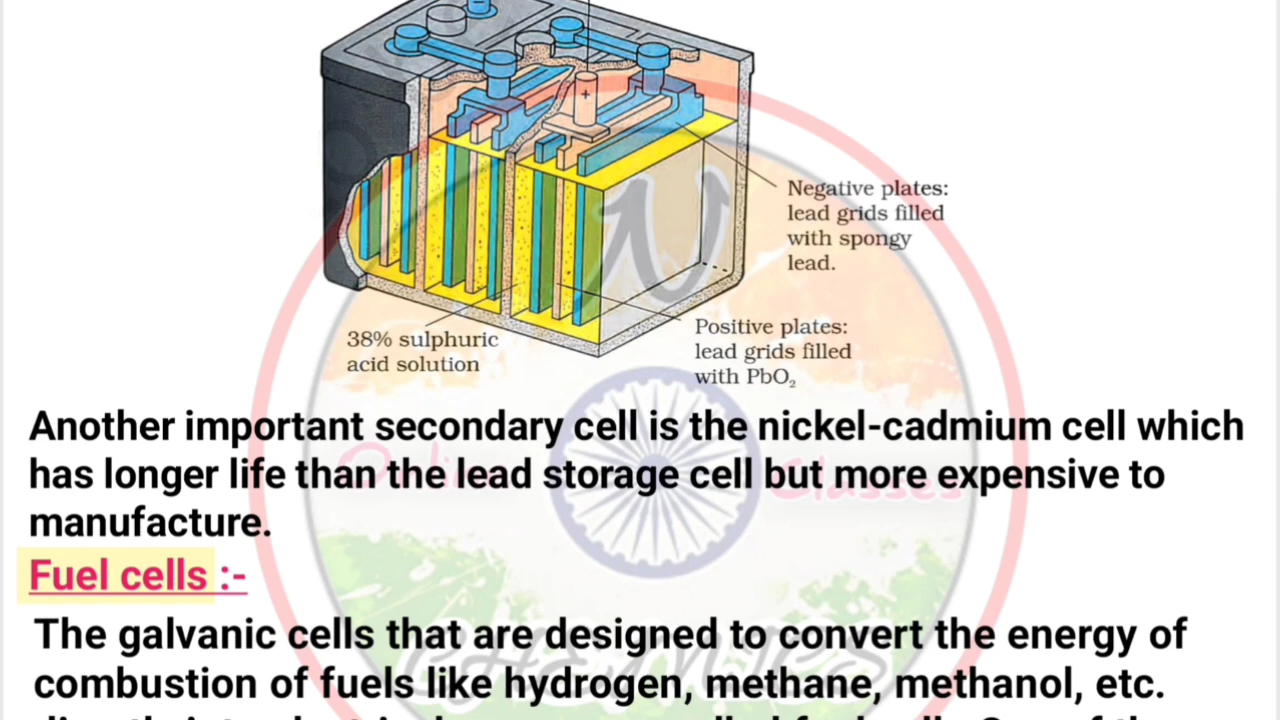 +
Negative plates:
lead grids filled
with spongy
lead.
38% sulphuric
acid solution
Positive plates:
lead grids filled
with PbO₂
Another important secondary cell is the nickel-cadmium cell which
has longer life than the lead storage cell but more expensive to
manufacture.
Online Classes
Fuel cells :-
The galvanic cells that are designed to convert the energy of
combustion of fuels like hydrogen, methane, methanol, etc.